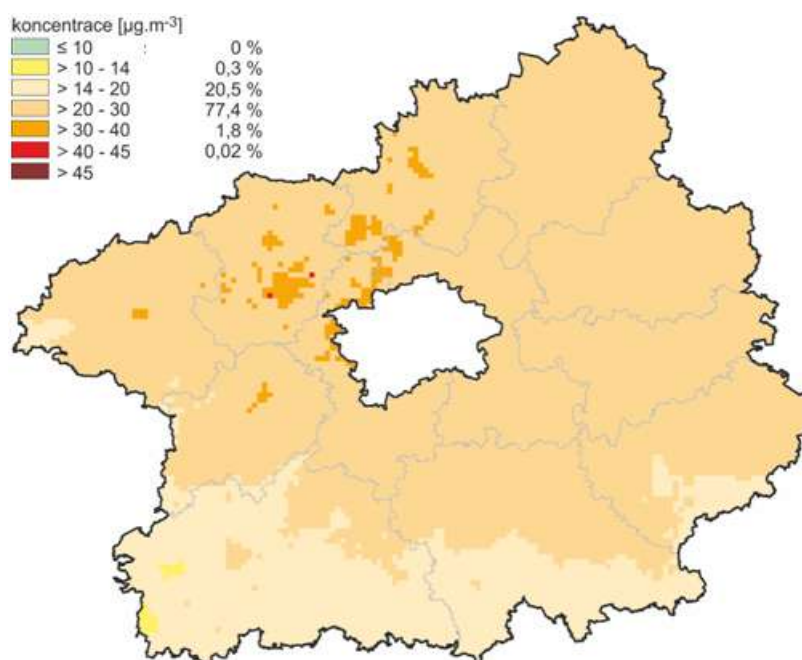 koncentrace [µg.m-3]
≤ 10 : 0 %
> 10 - 14 0,3 %
> 14 - 20 20,5 %
> 20 - 30 77,4 %
> 30 - 40 1,8 %
> 40 - 45 0,02 %
> 45